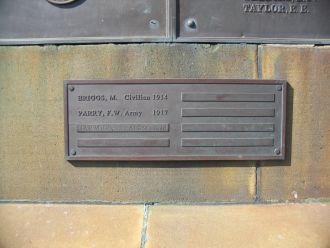 TAYLOR, E. E.
BRIGGS, M. Civilian 1914
PARRY, F.W. Army 1917